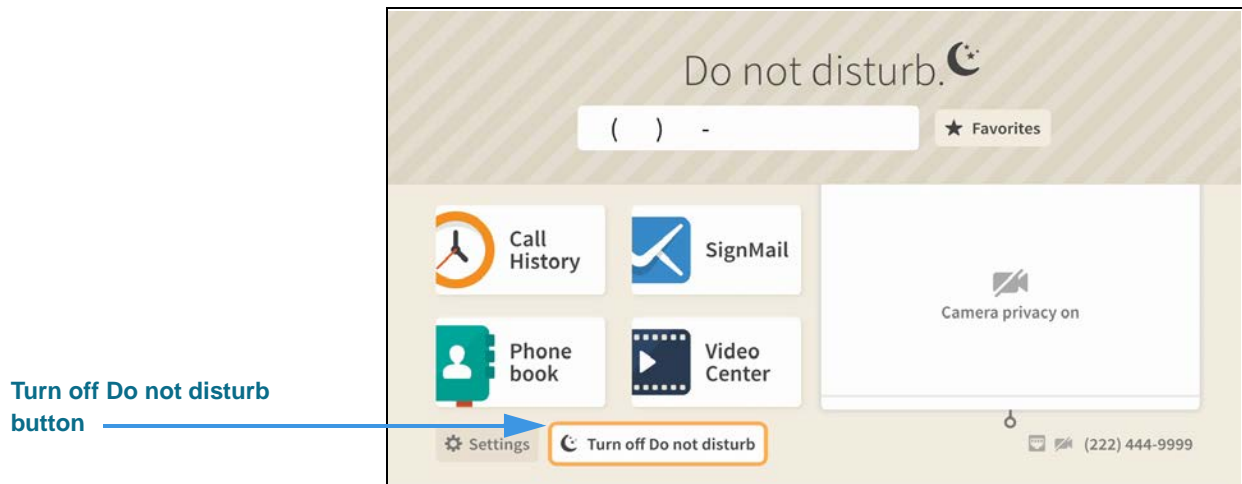 Do not disturb.
( ) -
★ Favorites
Call
History
SignMail
Camera privacy on
Phone
book
Video
Center
Turn off Do not disturb
button
Settings
Turn off Do not disturb
(222) 444-9999